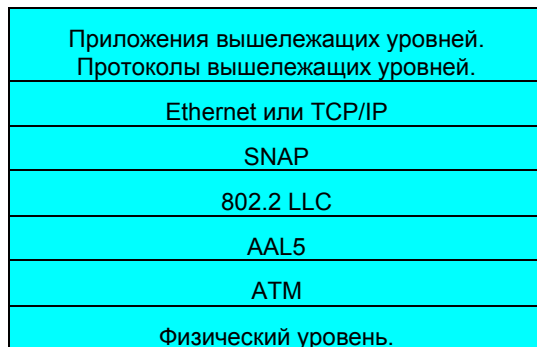 Приложения вышележащих уровней.
Протоколы вышележащих уровней.
Ethernet или TCP/IP
SNAP
802.2 LLC
AAL5
ATM
Физический уровень.